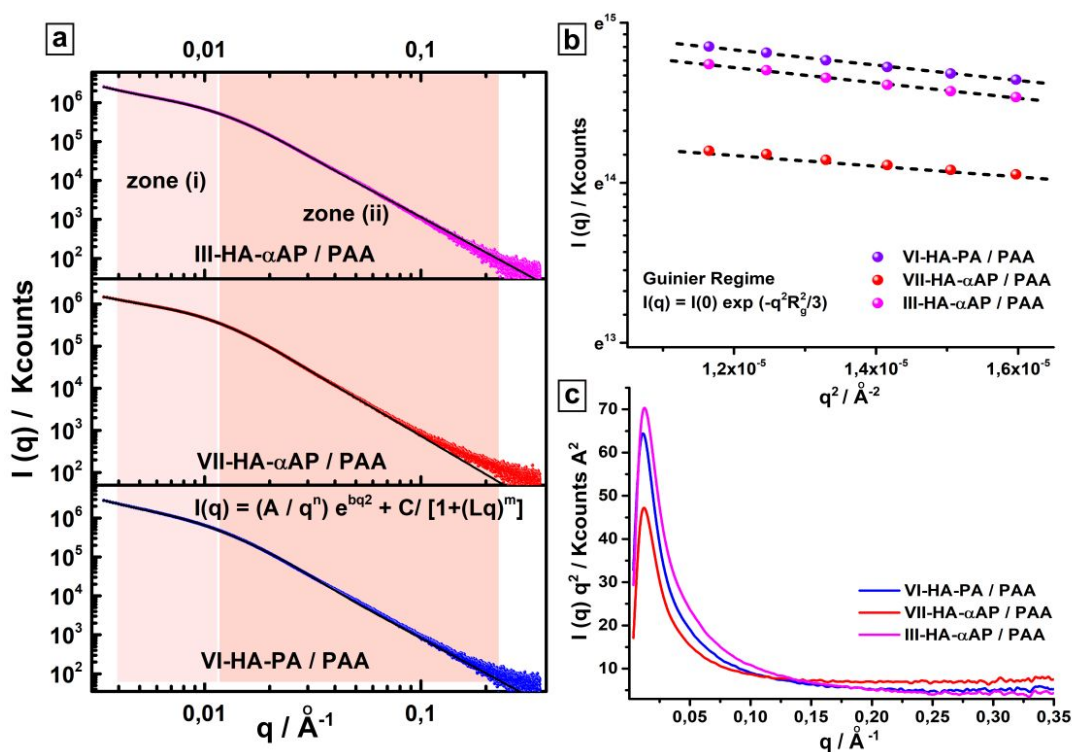 a
0,01 0,1
10^6
10^5
10^4
10^3
10^2
zone (i)
zone (ii)
III-HA-αAP / PAA
10^6
10^5
10^4
10^3
10^2
VII-HA-αAP / PAA
I(q) = (A / q^n) e^bq2 + C/ [1+(Lq)^m]
10^6
10^5
10^4
10^3
10^2
VI-HA-PA / PAA
0,01 0,1
q / Å^-1
I (q) / Kcounts
b
e^15
e^14
e^13
I (q) / Kcounts
VI-HA-PA / PAA
VII-HA-αAP / PAA
III-HA-αAP / PAA
Guinier Regime
I(q) = I(0) exp (-q^2R_g^2/3)
1,2x10^-5 1,4x10^-5 1,6x10^-5
q^2 / Å^-2
c
70
60
50
40
30
20
10
I (q) q^2 / Kcounts A^2
VI-HA-PA / PAA
VII-HA-αAP / PAA
III-HA-αAP / PAA
0,05 0,10 0,15 0,20 0,25 0,30 0,35
q / Å^-1